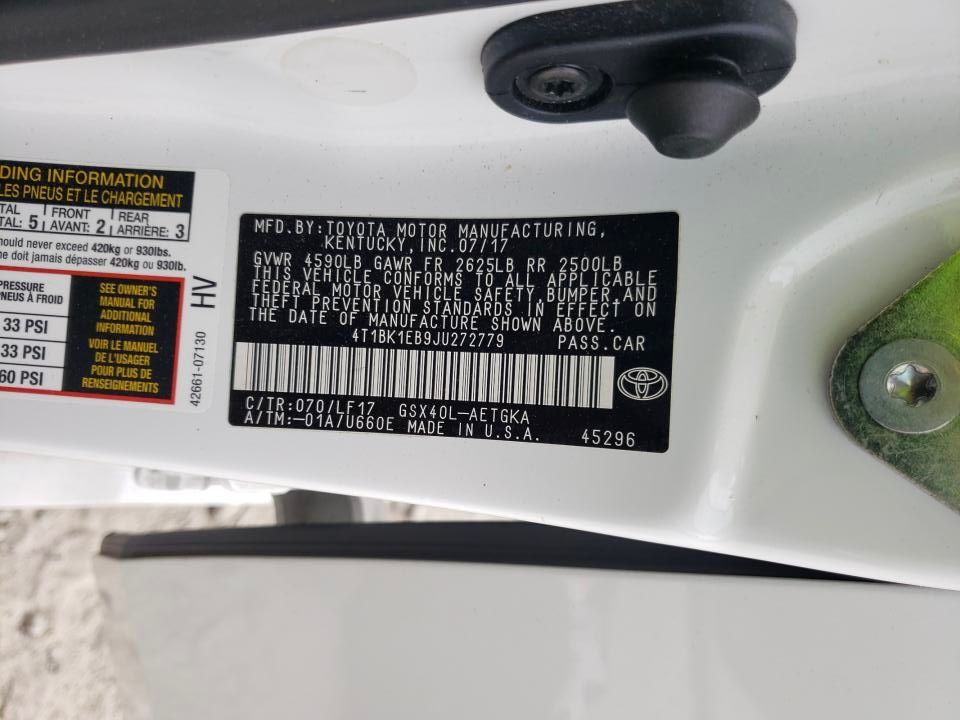 DING INFORMATION
LES PNEUS ET LE CHARGEMENT
TAL FRONT REAR
TAL: 5 AVANT: 2 ARRIÈRE: 3
hould never exceed 420kg or 930lbs.
ne doit jamais dépasser 420kg ou 930lb.
PRESSURE
PNEUS À FROID
33 PSI
33 PSI
60 PSI
SEE OWNER'S
MANUAL FOR
ADDITIONAL
INFORMATION
VOIR LE MANUEL
DE L'USAGER
POUR PLUS DE
RENSEIGNEMENTS
42661-07130 HV
MFD.BY:TOYOTA MOTOR MANUFACTURING,
KENTUCKY,INC.07/17
GVWR 4590LB GAWR FR 2625LB RR 2500LB
THIS VEHICLE CONFORMS TO ALL APPLICABLE
FEDERAL MOTOR VEHICLE SAFETY,BUMPER,AND
THEFT PREVENTION STANDARDS IN EFFECT ON
THE DATE OF MANUFACTURE SHOWN ABOVE.
4T1BK1EB9JU272779 PASS.CAR
C/TR:070/LF17 GSX40L-AETGKA
A/TM:-01A/U660E MADE IN U.S.A. 45296